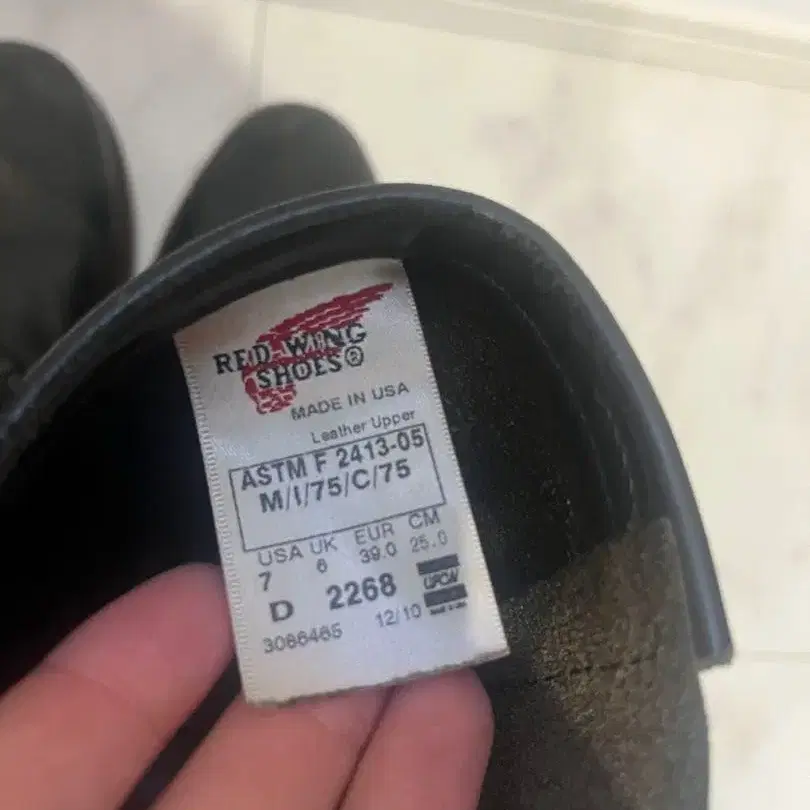 RED WING
SHOES®
MADE IN USA
Leather Upper
ASTM F 2413-05
M/I/75/C/75
USA UK EUR CM
7 6 39.0 25.0
D 2268
3086465 12/10